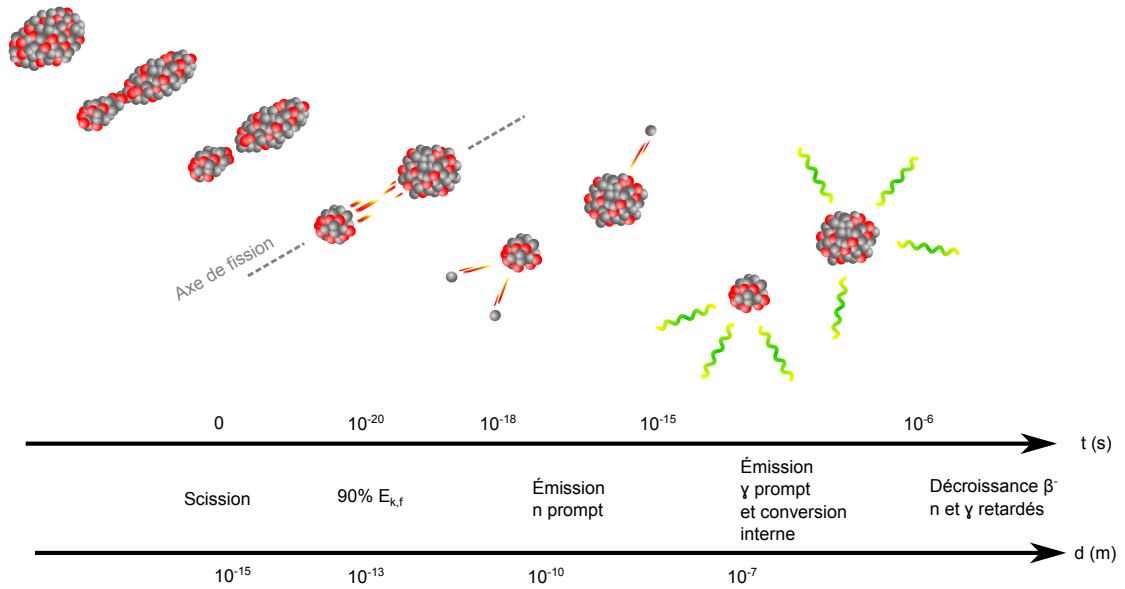 Axe de fission
0
10⁻²⁰
10⁻¹⁸
10⁻¹⁵
10⁻⁶
t (s)
Scission
90% Eₖ,f
Émission
n prompt
Émission
ɣ prompt
et conversion
interne
Décroissance β⁻
n et ɣ retardés
d (m)
10⁻¹⁵
10⁻¹³
10⁻¹⁰
10⁻⁷